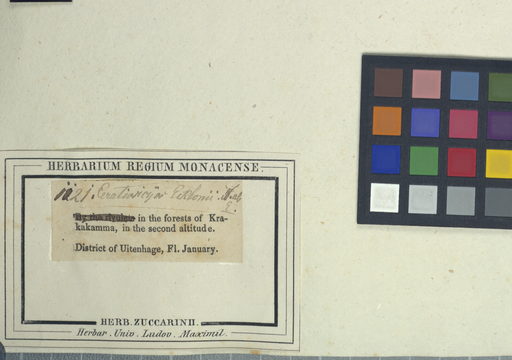 HERBARIUM REGIUM MONACENSE.
Ecklonii
in the forests of Kra-
kakamma, in the second altitude.
District of Uitenhage, Fl. January.
HERB. ZUCCARINII.
Herbar. Univ. Ludov. Maximil.